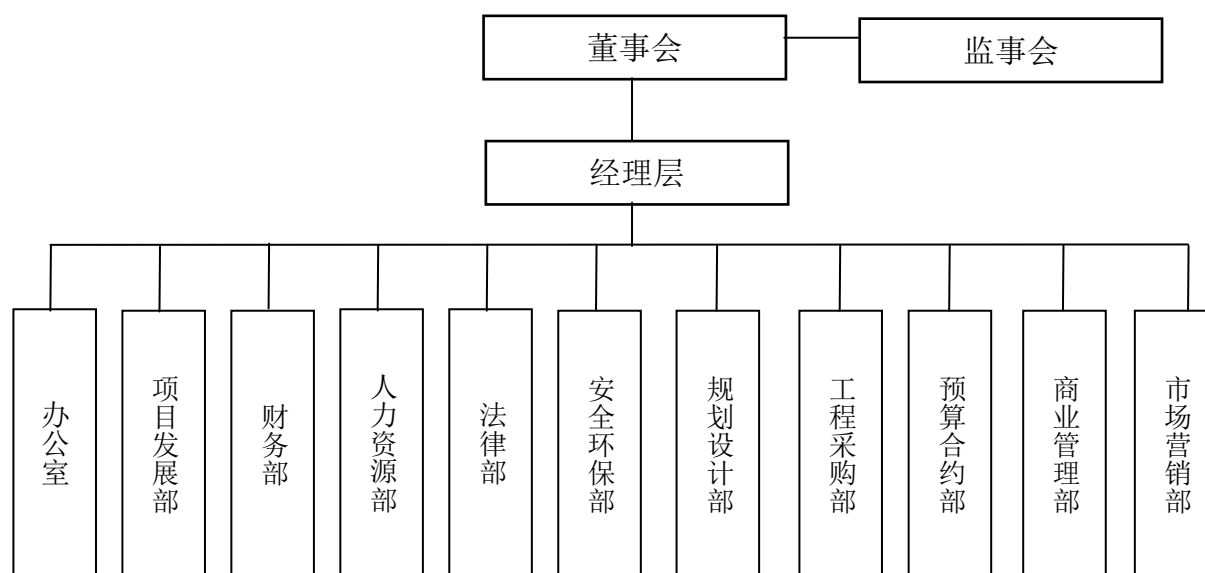 董事会
监事会
经理层
办公室
项目发展部
财务部
人力资源部
法律部
安全环保部
规划设计部
工程采购部
预算合约部
商业管理部
市场营销部